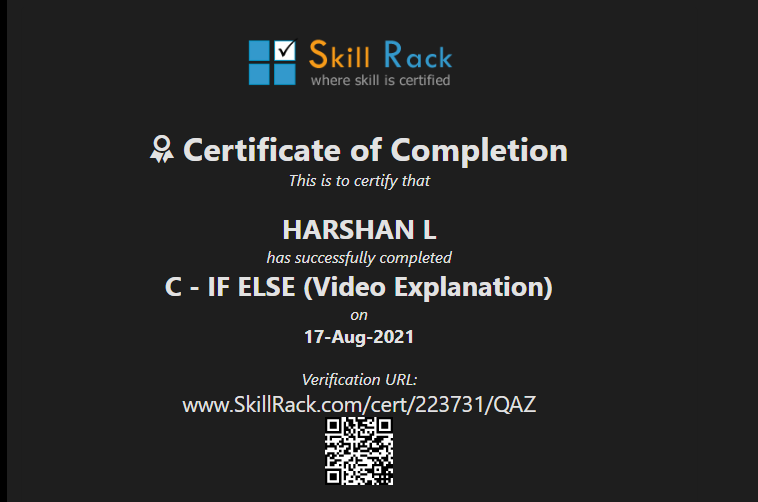 Skill Rack
where skill is certified
Certificate of Completion
This is to certify that
HARSHAN L
has successfully completed
C - IF ELSE (Video Explanation)
on
17-Aug-2021
Verification URL:
www.SkillRack.com/cert/223731/QAZ